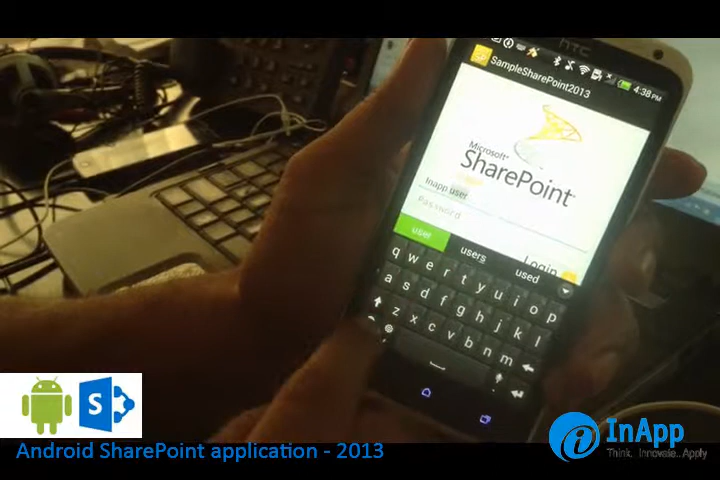 hTC
4:38 PM
SampleSharePoint2013
Microsoft
SharePoint
Inapp user
Password
Login
user users used
q w e r t y u i o p
a s d f g h j k l
z x c v b n m
S
Android SharePoint application - 2013
i InApp
Think. Innovate. Apply